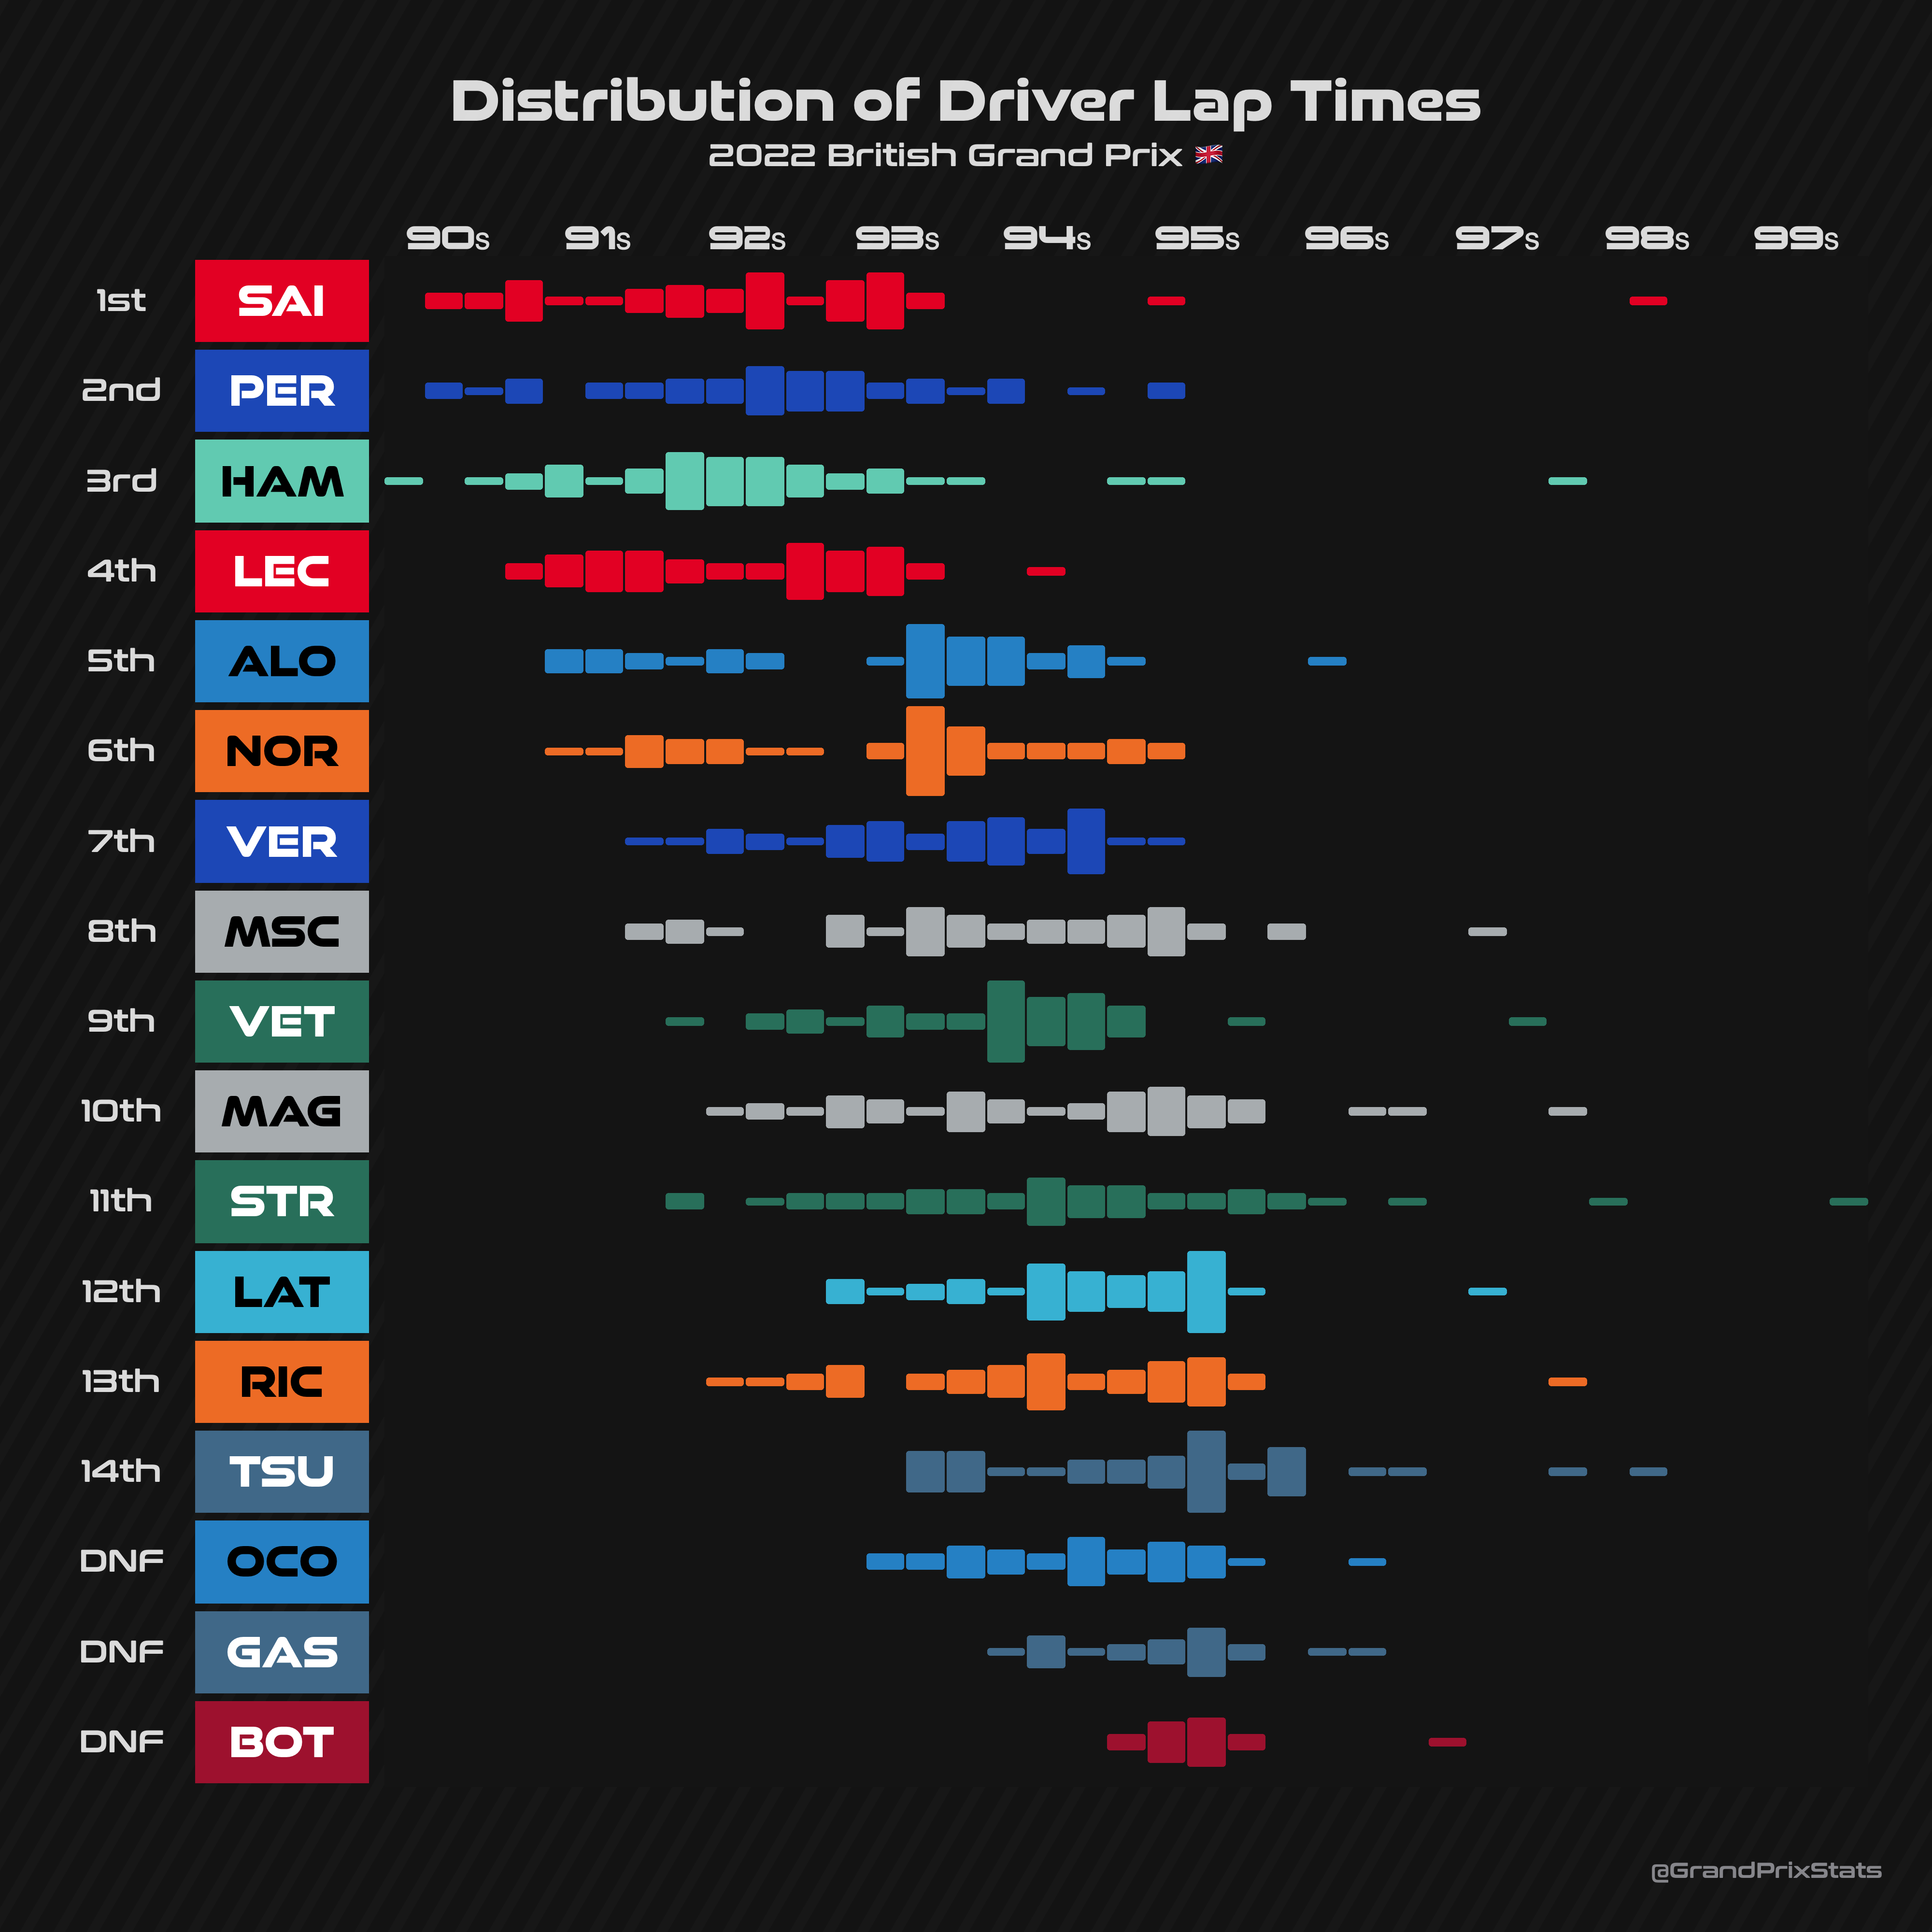 Distribution of Driver Lap Times
2022 British Grand Prix 🇬🇧
90s 91s 92s 93s 94s 95s 96s 97s 98s 99s
1st SAI
2nd PER
3rd HAM
4th LEC
5th ALO
6th NOR
7th VER
8th MSC
9th VET
10th MAG
11th STR
12th LAT
13th RIC
14th TSU
DNF OCO
DNF GAS
DNF BOT
@GrandPrixStats